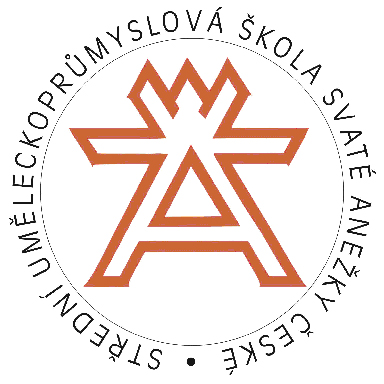 STŘEDNÍ UMĚLECKOPRŮMYSLOVÁ ŠKOLA SVATÉ ANEŽKY ČESKÉ •